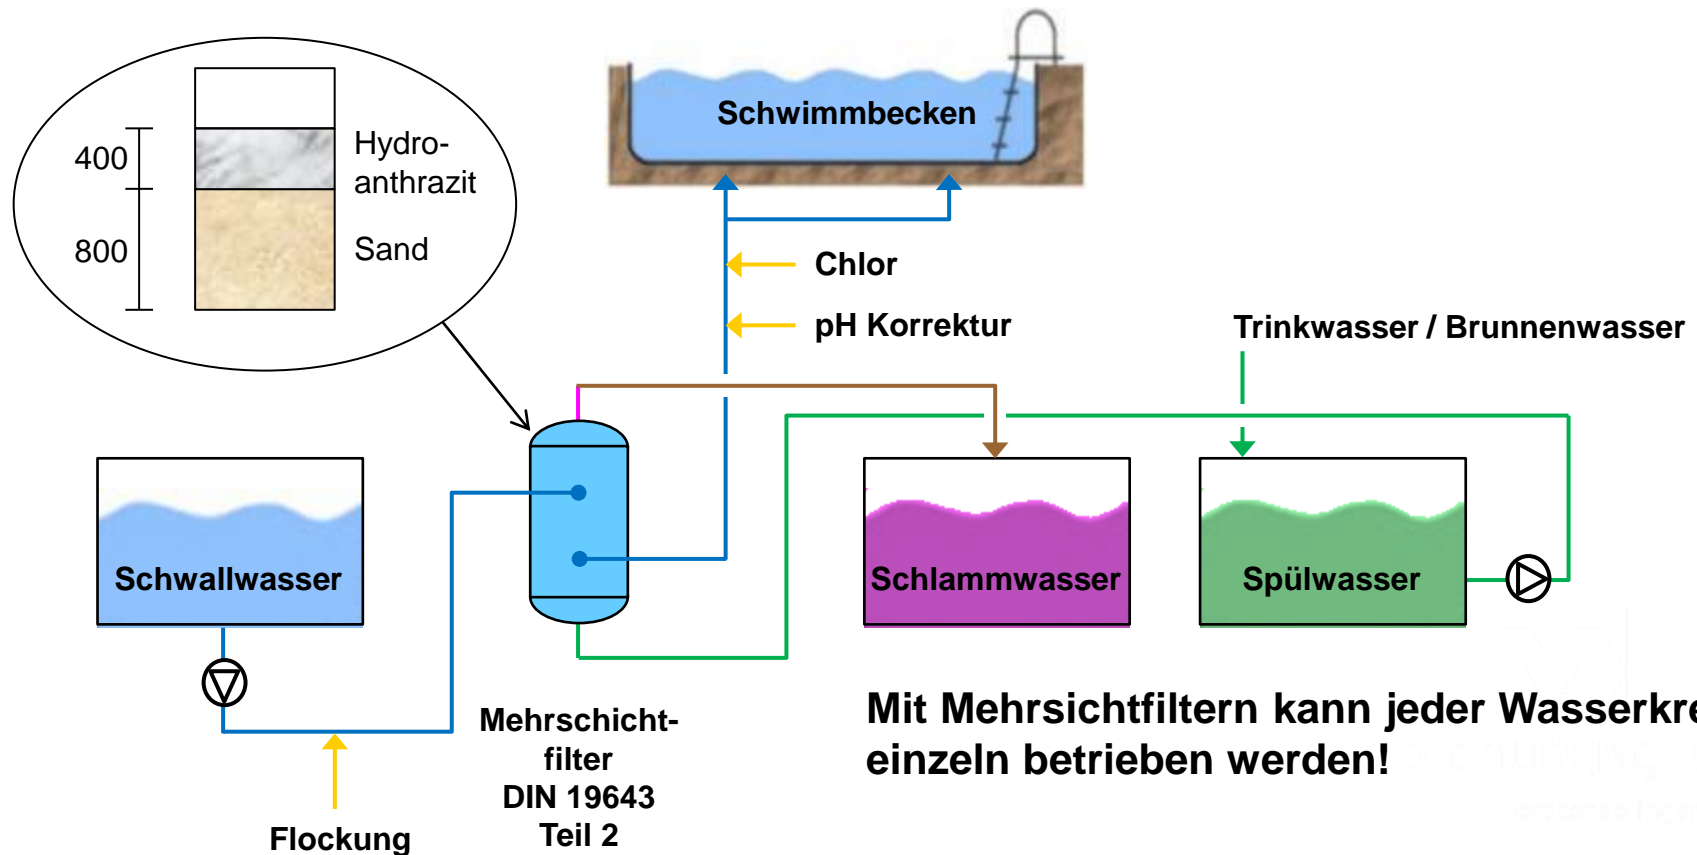 Schwimmbecken
400
Hydro-
anthrazit
800
Sand
Chlor
pH Korrektur
Trinkwasser / Brunnenwasser
Schwallwasser
Schlammwasser
Spülwasser
Mehrschicht-
filter
DIN 19643
Teil 2
Flockung
Mit Mehrsichtfiltern kann jeder Wasserkre
einzeln betrieben werden!